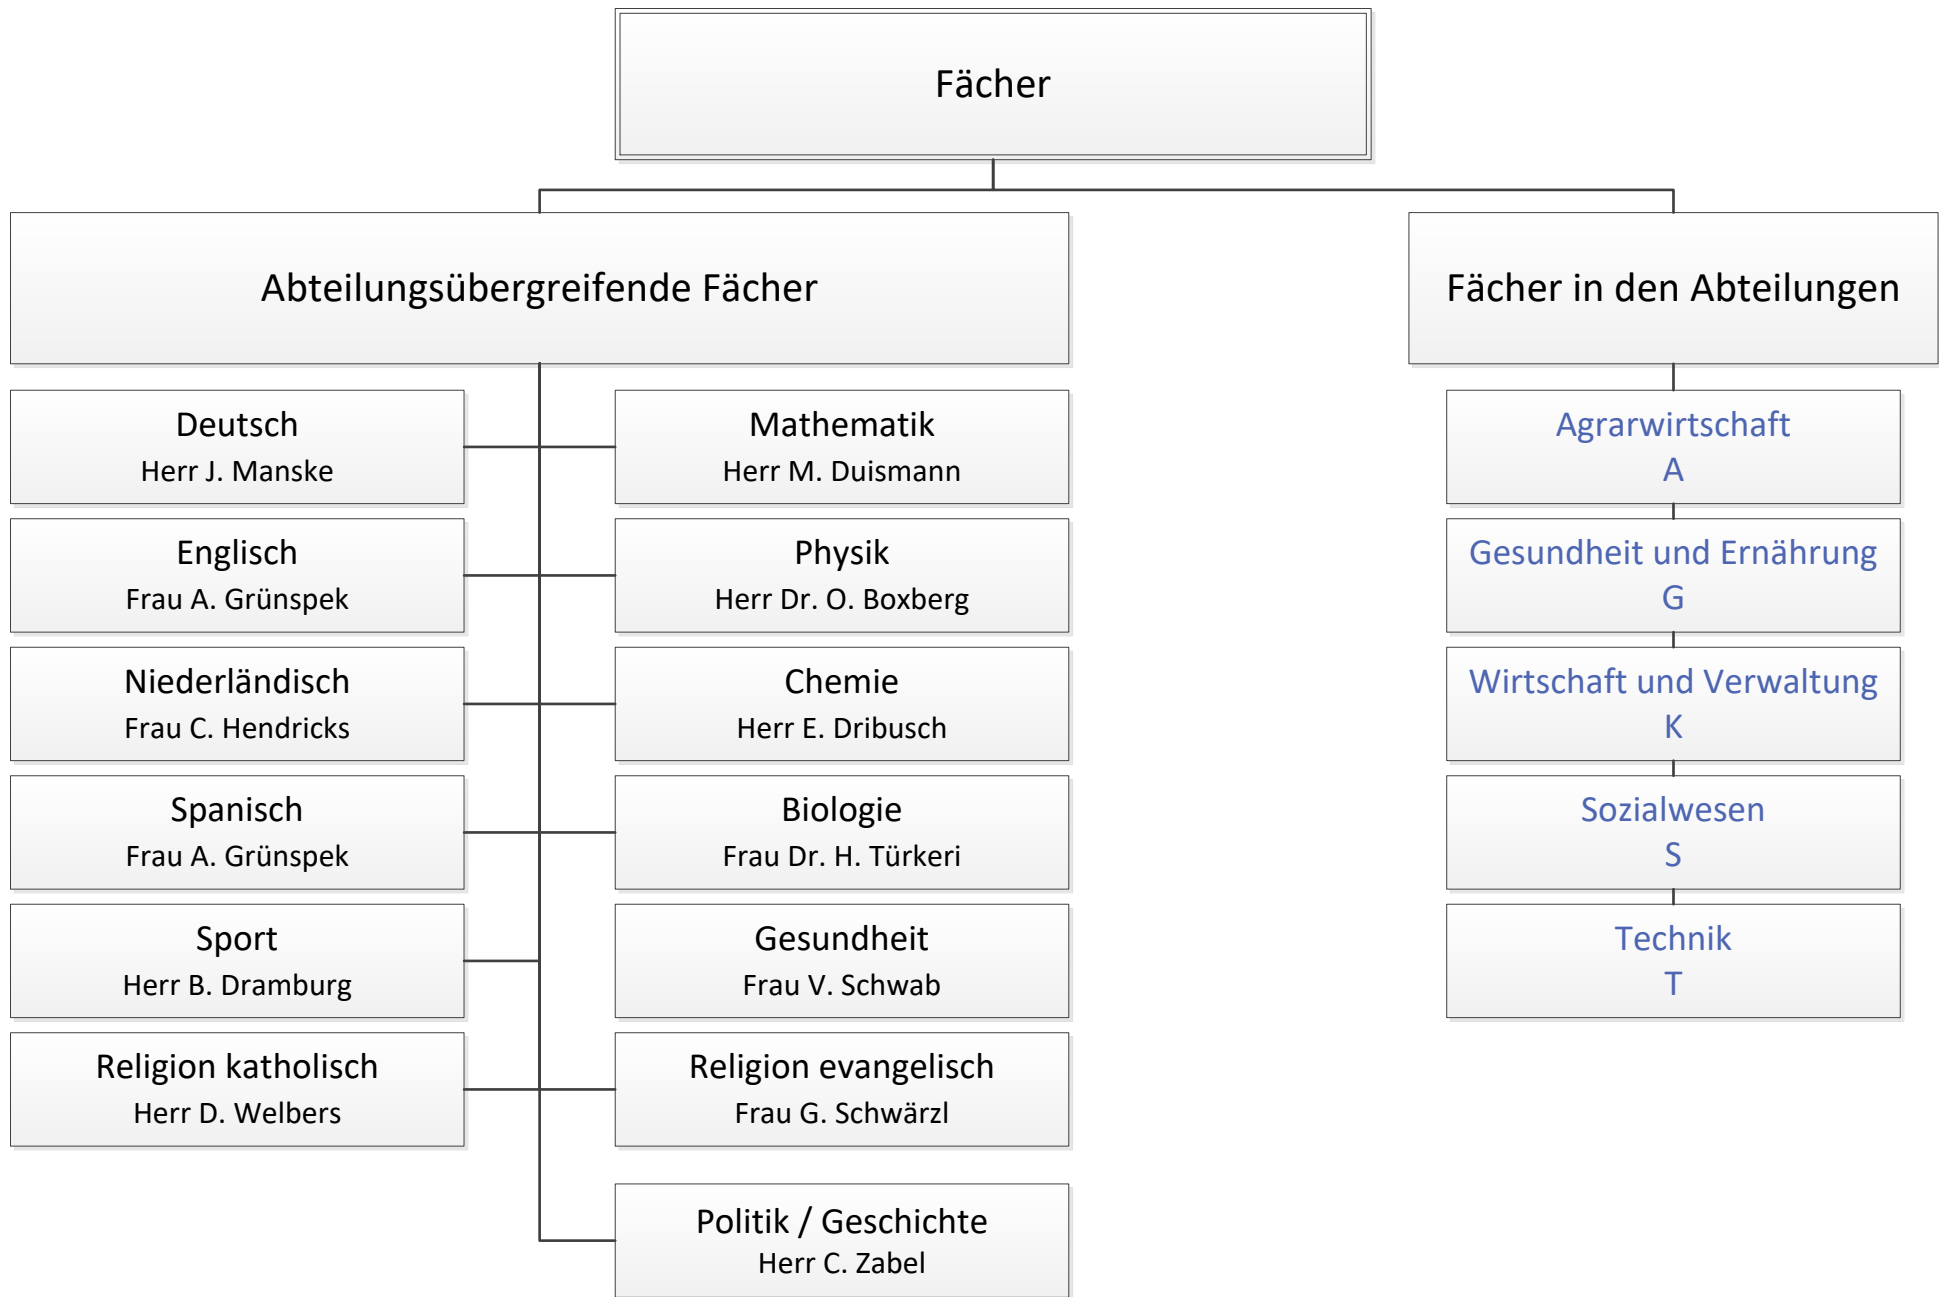 Fächer
Abteilungsübergreifende Fächer
Fächer in den Abteilungen
Deutsch
Herr J. Manske
Mathematik
Herr M. Duismann
Agrarwirtschaft
A
Englisch
Frau A. Grünspek
Physik
Herr Dr. O. Boxberg
Gesundheit und Ernährung
G
Niederländisch
Frau C. Hendricks
Chemie
Herr E. Dribusch
Wirtschaft und Verwaltung
K
Spanisch
Frau A. Grünspek
Biologie
Frau Dr. H. Türkeri
Sozialwesen
S
Sport
Herr B. Dramburg
Gesundheit
Frau V. Schwab
Technik
T
Religion katholisch
Herr D. Welbers
Religion evangelisch
Frau G. Schwärzl
Politik / Geschichte
Herr C. Zabel